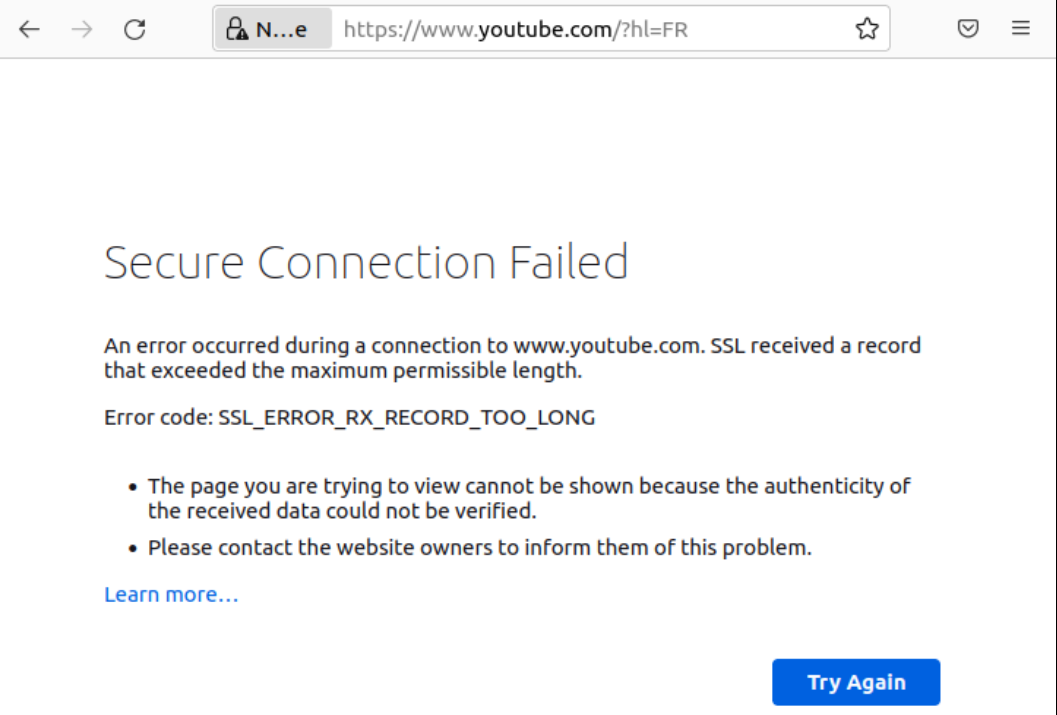 N...e https://www.youtube.com/?hl=FR
Secure Connection Failed
An error occurred during a connection to www.youtube.com. SSL received a record
that exceeded the maximum permissible length.
Error code: SSL_ERROR_RX_RECORD_TOO_LONG
• The page you are trying to view cannot be shown because the authenticity of
the received data could not be verified.
• Please contact the website owners to inform them of this problem.
Learn more...
Try Again